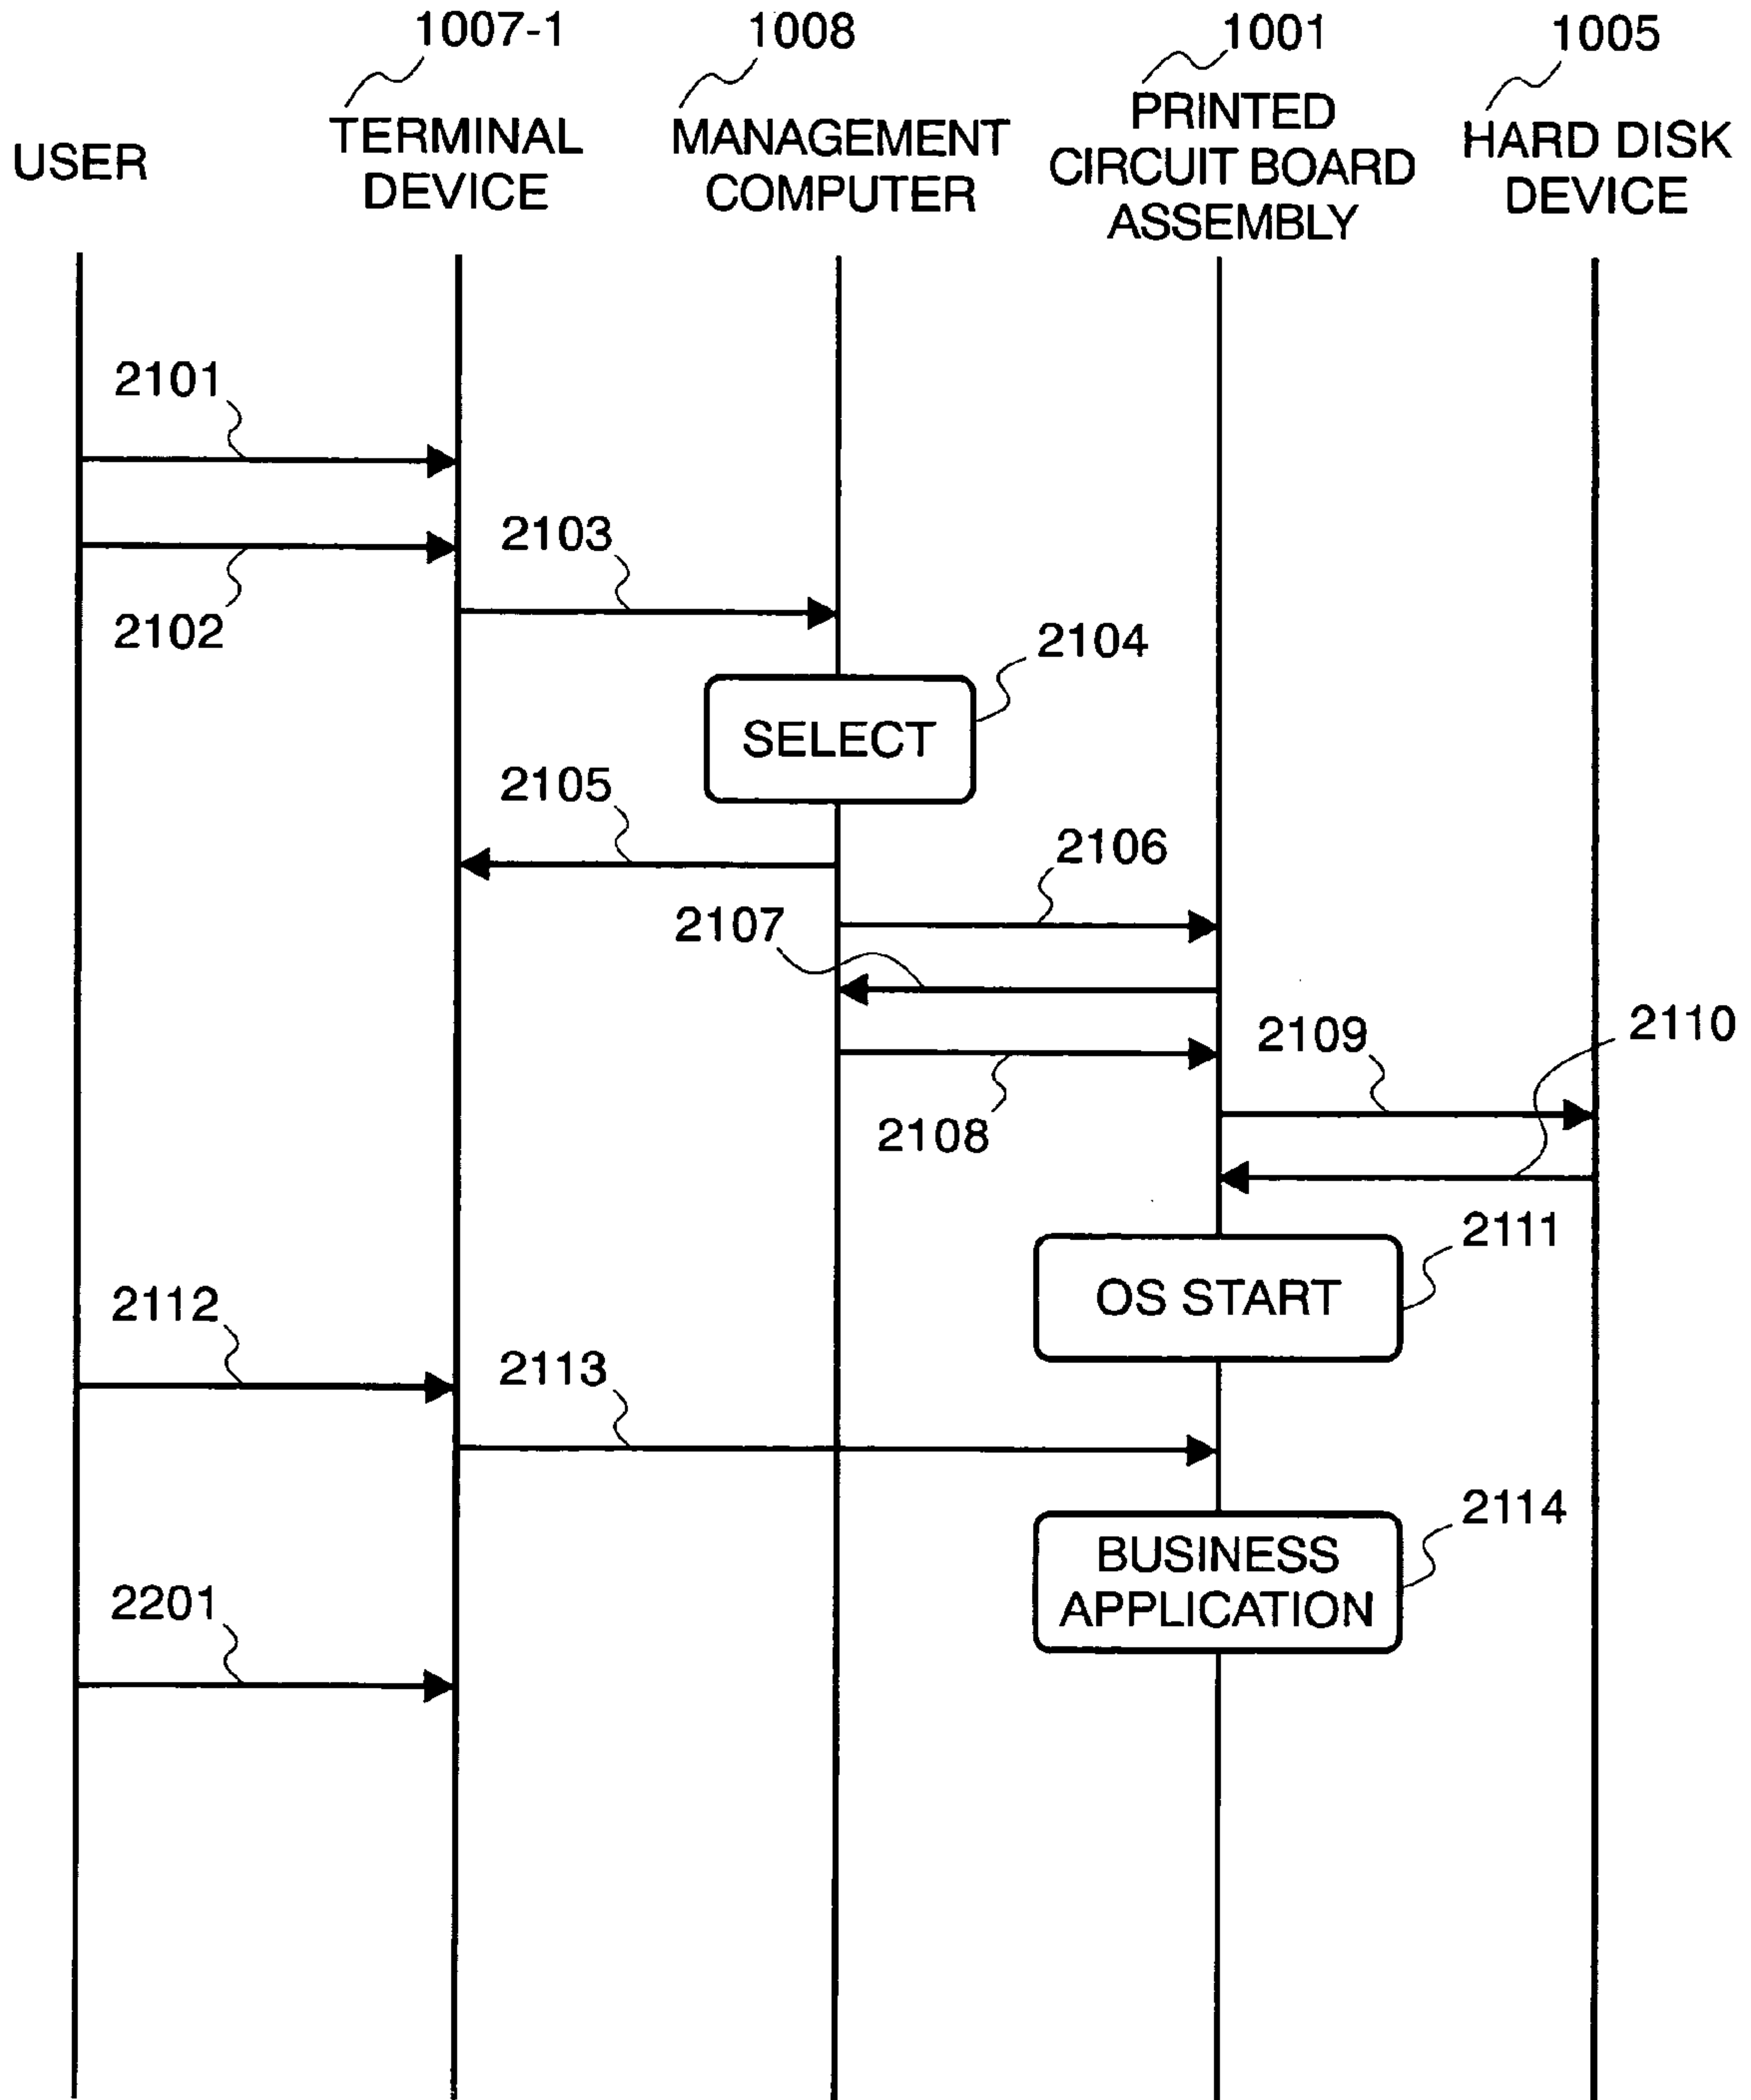 1007-1
1008
1001
1005
USER
TERMINAL
DEVICE
MANAGEMENT
COMPUTER
PRINTED
CIRCUIT BOARD
ASSEMBLY
HARD DISK
DEVICE
2101
2102
2103
2104
SELECT
2105
2106
2107
2108
2109
2110
2111
OS START
2112
2113
2114
BUSINESS
APPLICATION
2201